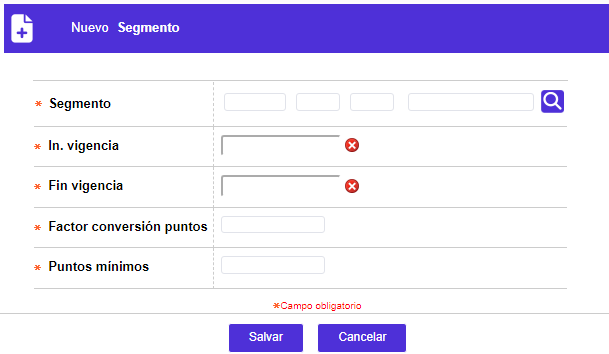 Nuevo Segmento
* Segmento
* In. vigencia
* Fin vigencia
* Factor conversión puntos
* Puntos mínimos
*Campo obligatorio
Salvar Cancelar